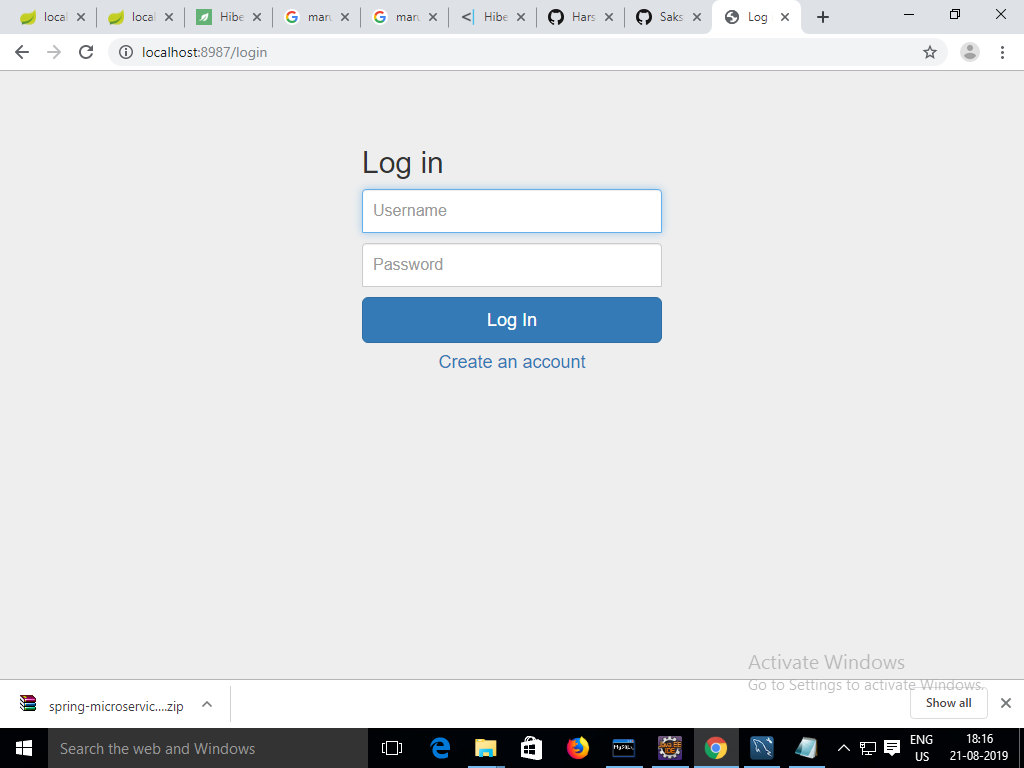 local
local
Hibe
maru
maru
Hibe
Hars
Saks
Log
localhost:8987/login
Log in
Username
Password
Log In
Create an account
Activate Windows
Go to Settings to activate Windows.
spring-microservic....zip
Show all
Search the web and Windows
ENG
US
18:16
21-08-2019